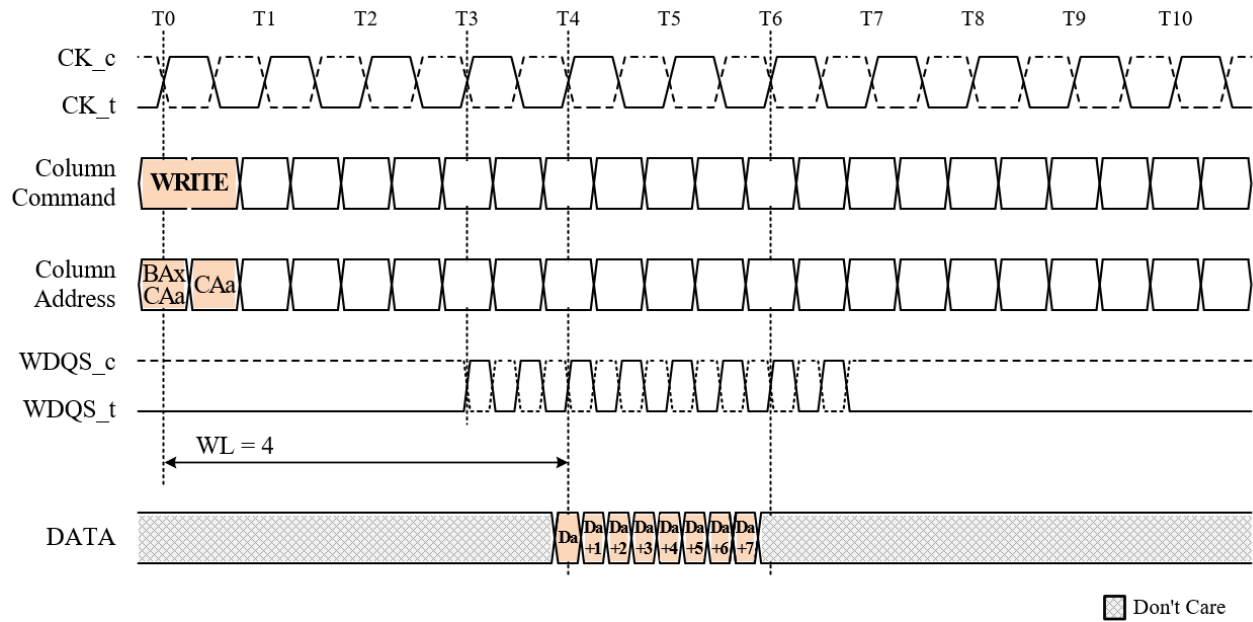 T0 T1 T2 T3 T4 T5 T6 T7 T8 T9 T10
CK_c
CK_t
Column
Command
WRITE
Column
Address
BAx
CAa
CAa
WDQS_c
WDQS_t
WL = 4
DATA
Da
Da
+1
Da
+2
Da
+3
Da
+4
Da
+5
Da
+6
Da
+7
Don't Care